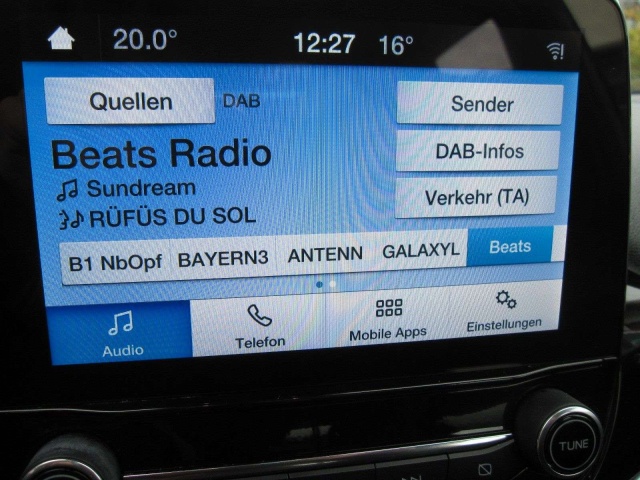 20.0° 12:27 16°
Quellen DAB Sender
Beats Radio DAB-Infos
Sundream
RÜFÜS DU SOL Verkehr (TA)
B1 NbOpf BAYERN3 ANTENN GALAXYL Beats
Audio Telefon Mobile Apps Einstellungen
TUNE